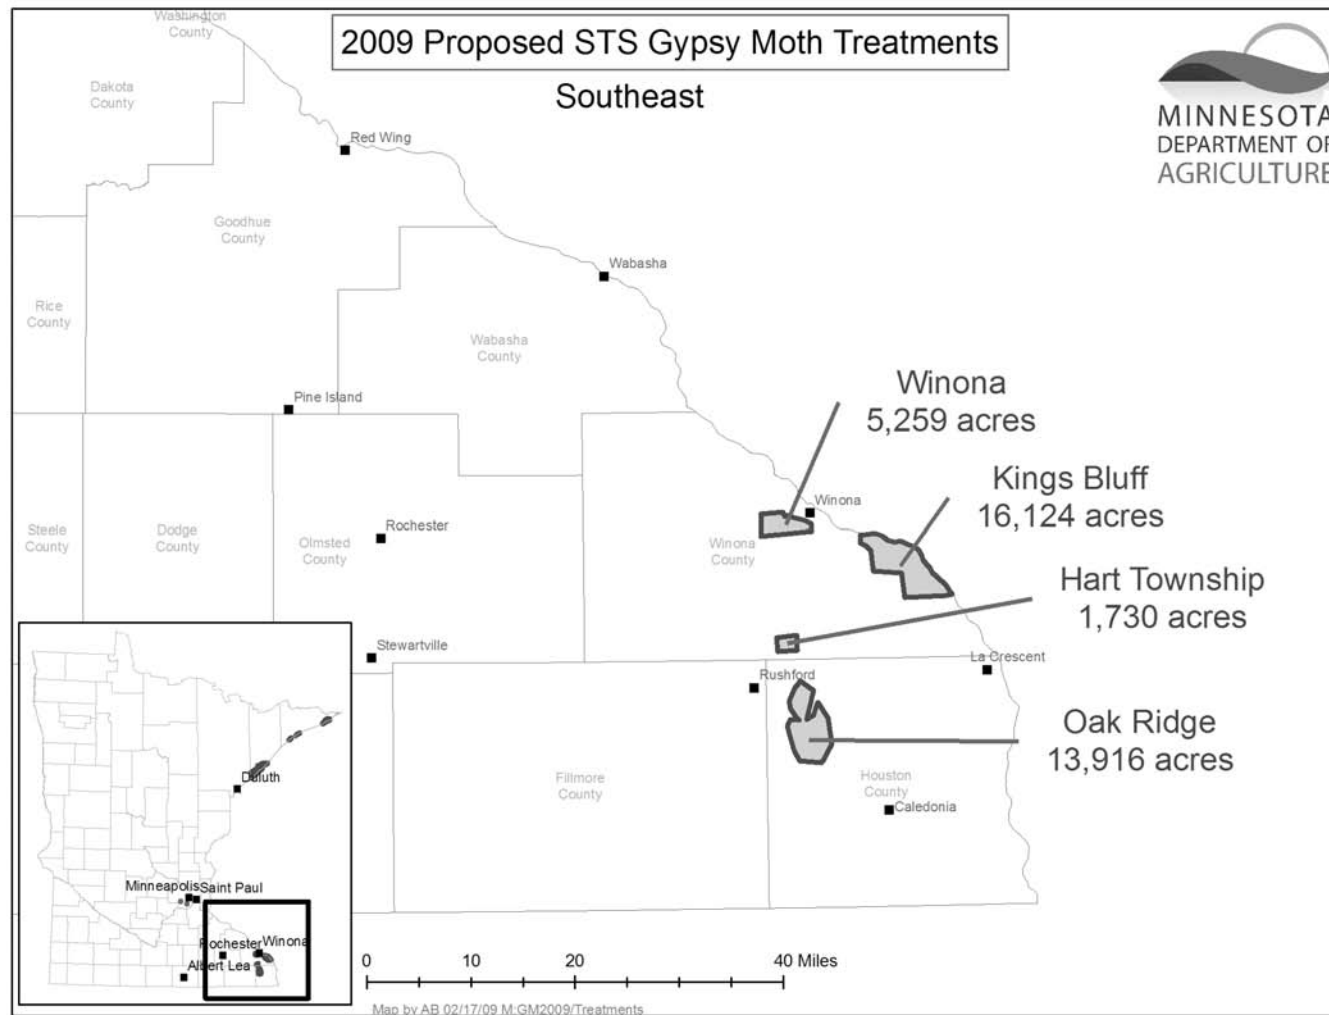 2009 Proposed STS Gypsy Moth Treatments
Southeast
MINNESOTA
DEPARTMENT OF
AGRICULTURE
Washington
County
Dakota
County
Red Wing
Goodhue
County
Wabasha
Rice
County
Wabasha
County
Pine Island
Winona
5,259 acres
Kings Bluff
16,124 acres
Winona
Rochester
Steele
County
Dodge
County
Olmsted
County
Winona
County
Hart Township
1,730 acres
Stewartville
La Crescent
Rushford
Oak Ridge
13,916 acres
Fillmore
County
Houston
County
Caledonia
Duluth
Minneapolis
Saint Paul
Rochester
Winona
Albert Lea
0
10
20
40 Miles
Map by AB 02/17/09 M:GM2009/Treatments